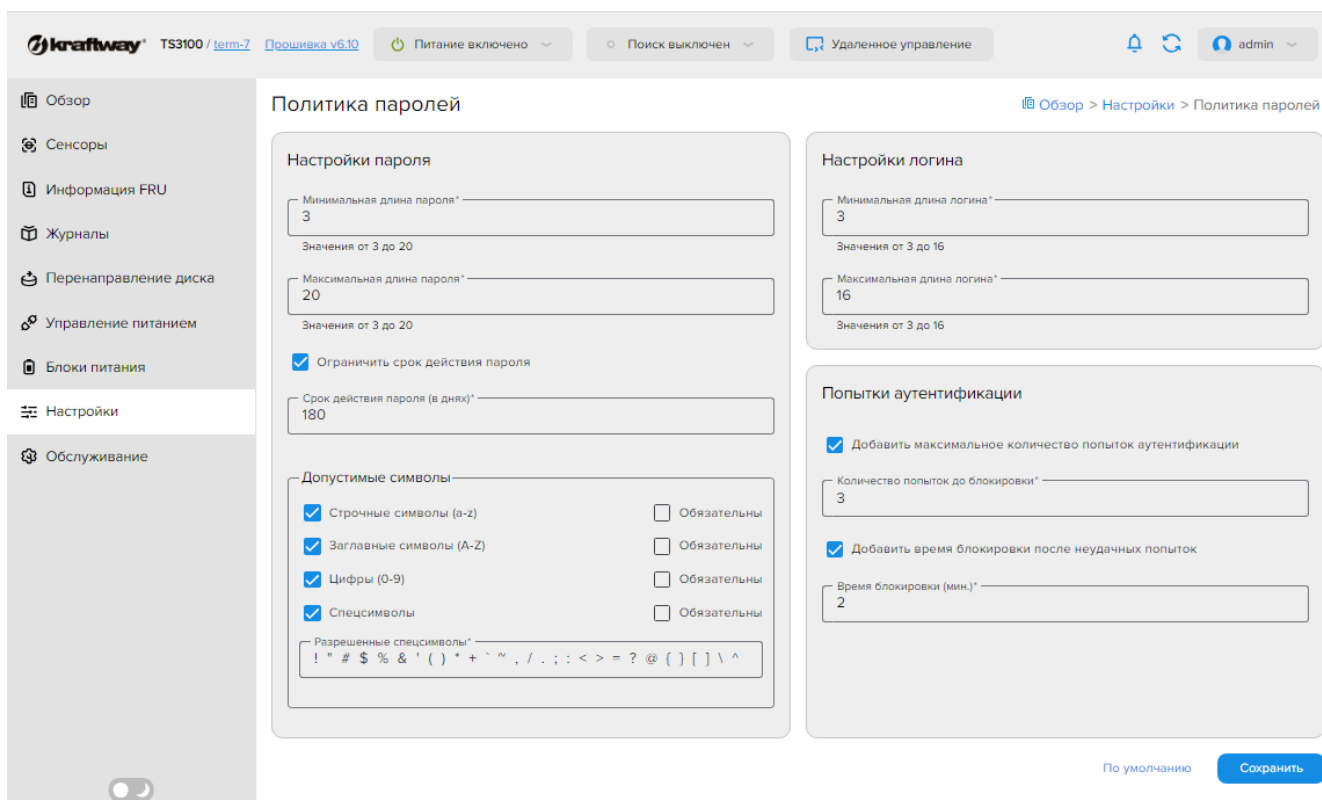 kraftway TS3100 / term-7 Прошивка v6.10 Питание включено Поиск выключен Удаленное управление admin
Обзор
Сенсоры
Информация FRU
Журналы
Перенаправление диска
Управление питанием
Блоки питания
Настройки
Обслуживание
Политика паролей
Обзор > Настройки > Политика паролей
Настройки пароля
Минимальная длина пароля*
3
Значения от 3 до 20
Максимальная длина пароля*
20
Значения от 3 до 20
Ограничить срок действия пароля
Срок действия пароля (в днях)*
180
Допустимые символы
Строчные символы (a-z) Обязательны
Заглавные символы (A-Z) Обязательны
Цифры (0-9) Обязательны
Спецсимволы Обязательны
Разрешенные спецсимволы*
! " # $ % & ' ( ) * + ` ~ , / . ; : < > = ? @ { } [ ] \ ^
Настройки логина
Минимальная длина логина*
3
Значения от 3 до 16
Максимальная длина логина*
16
Значения от 3 до 16
Попытки аутентификации
Добавить максимальное количество попыток аутентификации
Количество попыток до блокировки*
3
Добавить время блокировки после неудачных попыток
Время блокировки (мин.)*
2
По умолчанию Сохранить